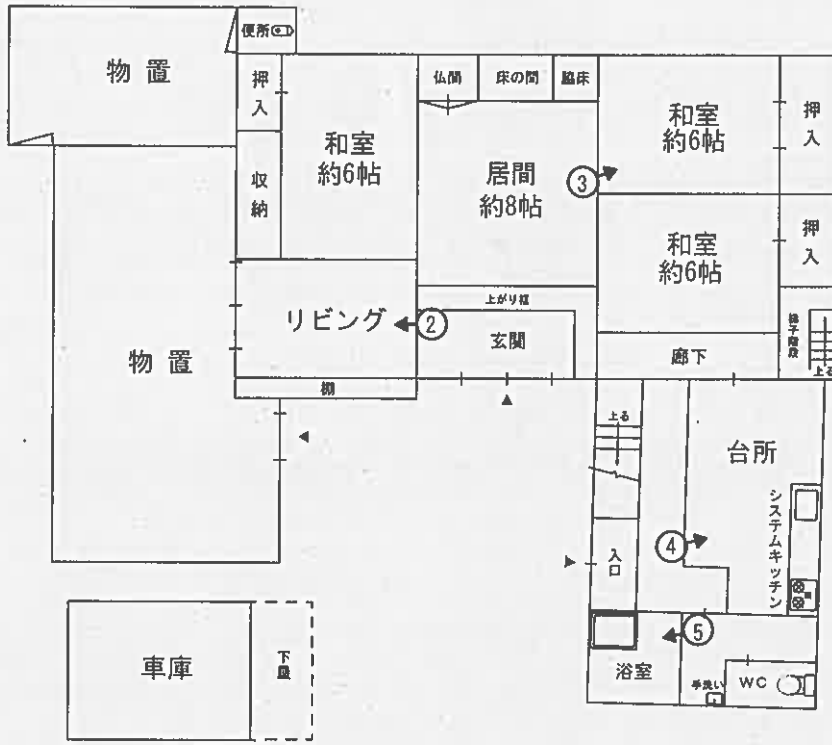 便所
物置
押入
仏間
床の間
脇床
和室
約6帖
和室
約6帖
押入
収納
居間
約8帖
③
和室
約6帖
押入
上がり框
リビング
②
玄関
梯子階段
上る
廊下
物置
棚
上る
台所
システムキッチン
④
入口
⑤
車庫
下屋
浴室
手洗い
WC